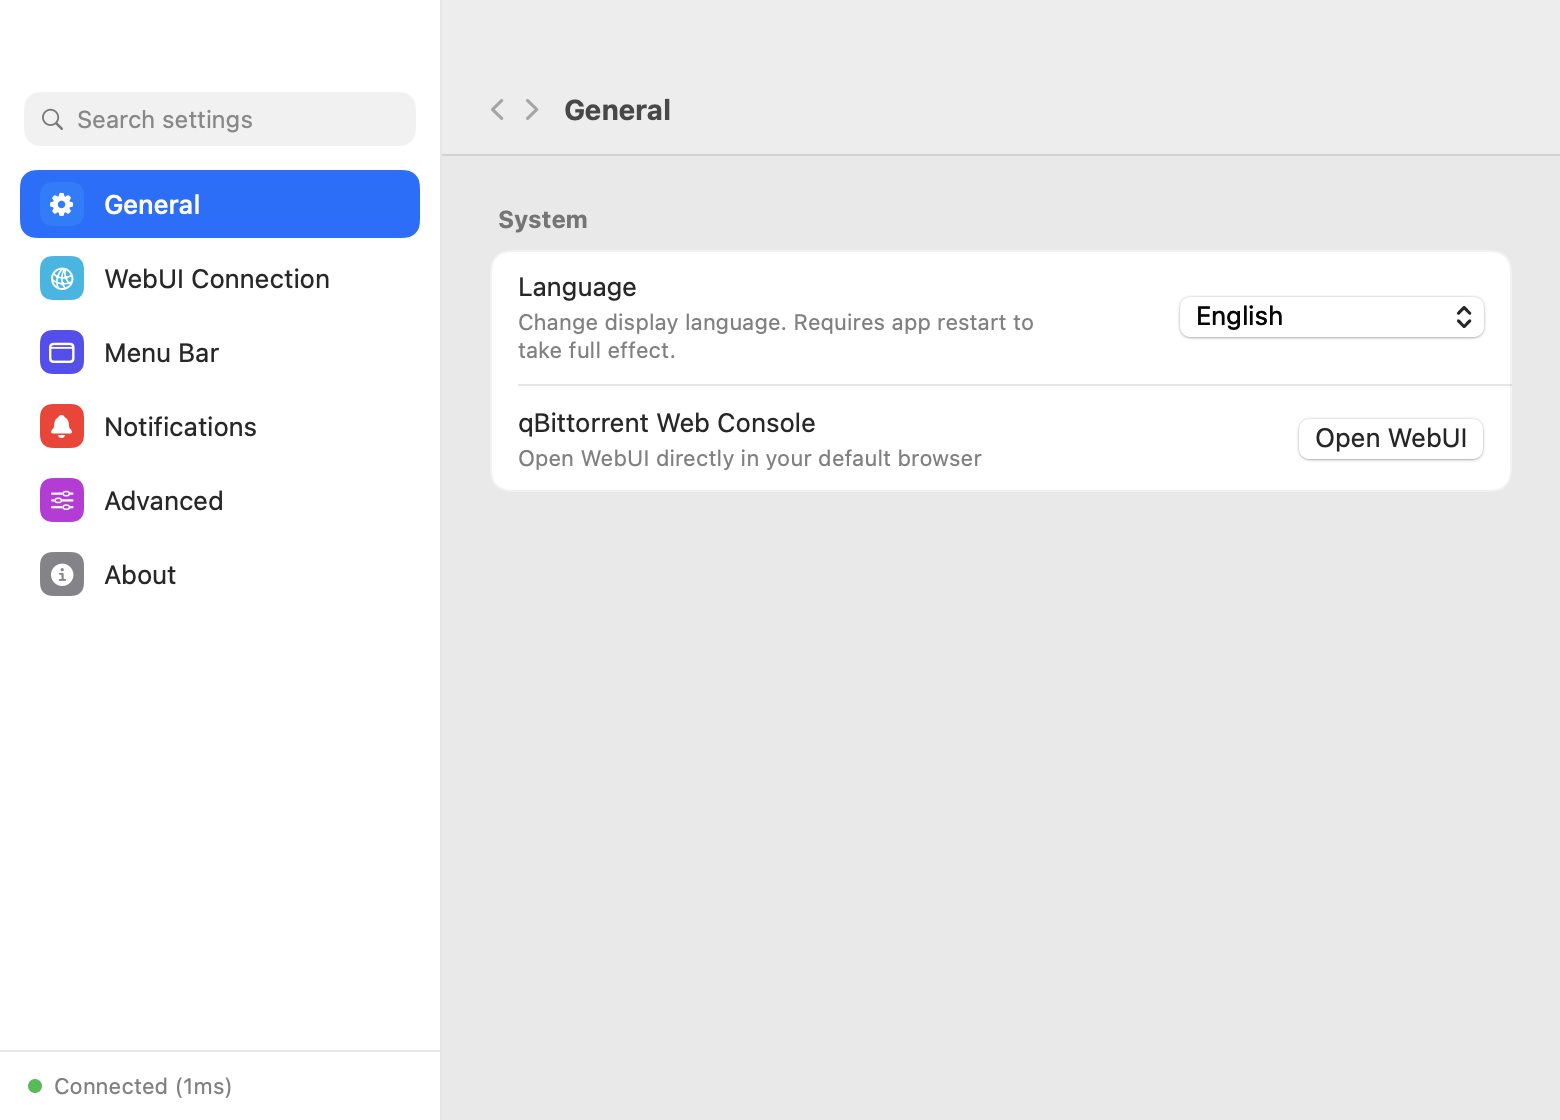 Search settings
General
WebUI Connection
Menu Bar
Notifications
Advanced
About
Connected (1ms)
General
System
Language
Change display language. Requires app restart to
take full effect.
English
qBittorrent Web Console
Open WebUI directly in your default browser
Open WebUI